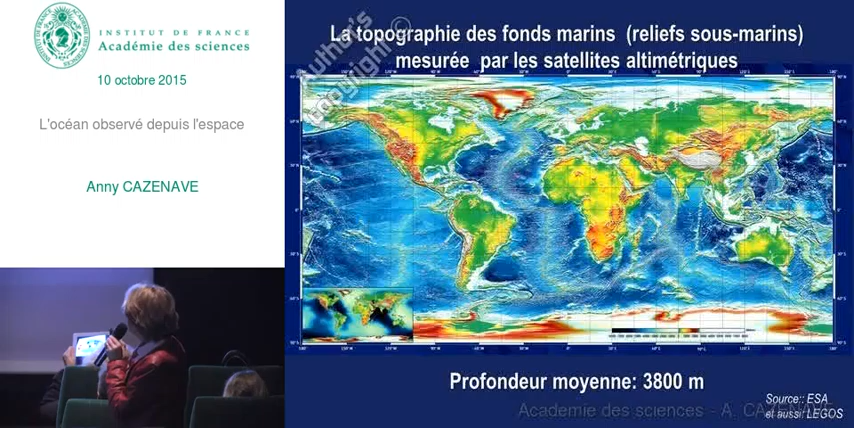 INSTITUT DE FRANCE
Académie des sciences
10 octobre 2015
L'océan observé depuis l'espace
Anny CAZENAVE
La topographie des fonds marins (reliefs sous-marins)
mesurée par les satellites altimétriques
who's
copyright ©
Profondeur moyenne: 3800 m
Source:: ESA
et aussi: LEGOS
Academie des sciences - A. CAZENAVE